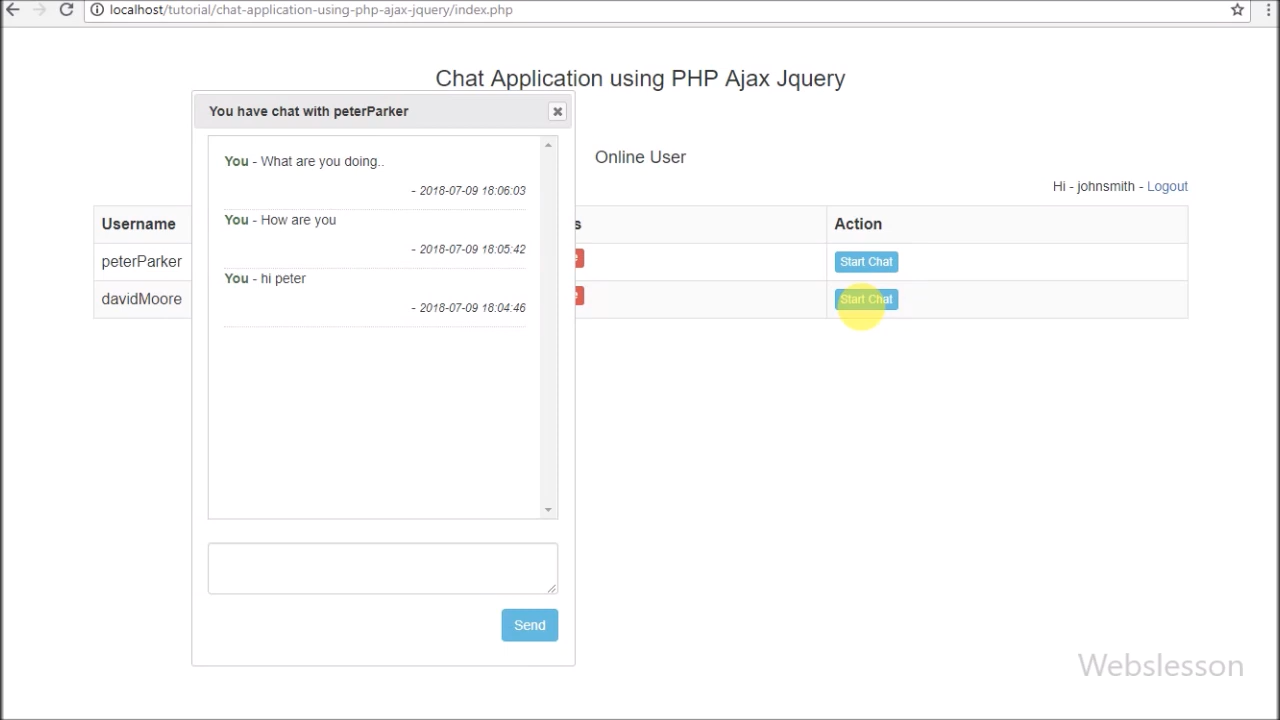 localhost/tutorial/chat-application-using-php-ajax-jquery/index.php
Chat Application using PHP Ajax Jquery
You have chat with peterParker
You - What are you doing..
- 2018-07-09 18:06:03
You - How are you
- 2018-07-09 18:05:42
You - hi peter
- 2018-07-09 18:04:46
Send
Online User
Hi - johnsmith - Logout
Username s Action
peterParker e Start Chat
davidMoore Start Chat
Webslesson